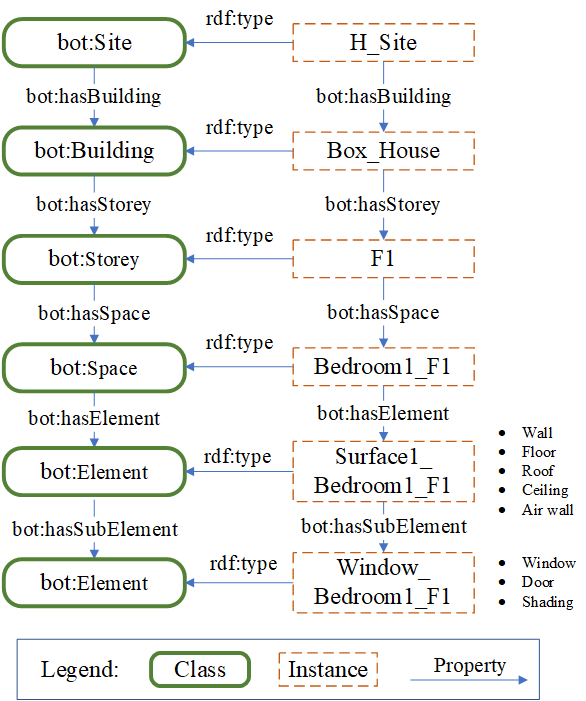 bot:Site
rdf:type
H_Site
bot:hasBuilding
bot:hasBuilding
bot:Building
rdf:type
Box_House
bot:hasStorey
bot:hasStorey
bot:Storey
rdf:type
F1
bot:hasSpace
bot:hasSpace
bot:Space
rdf:type
Bedroom1_F1
bot:hasElement
bot:hasElement
bot:Element
rdf:type
Surface1_
Bedroom1_F1
• Wall
• Floor
• Roof
• Ceiling
• Air wall
bot:hasSubElement
bot:hasSubElement
bot:Element
rdf:type
Window_
Bedroom1_F1
• Window
• Door
• Shading
Legend:
Class
Instance
Property